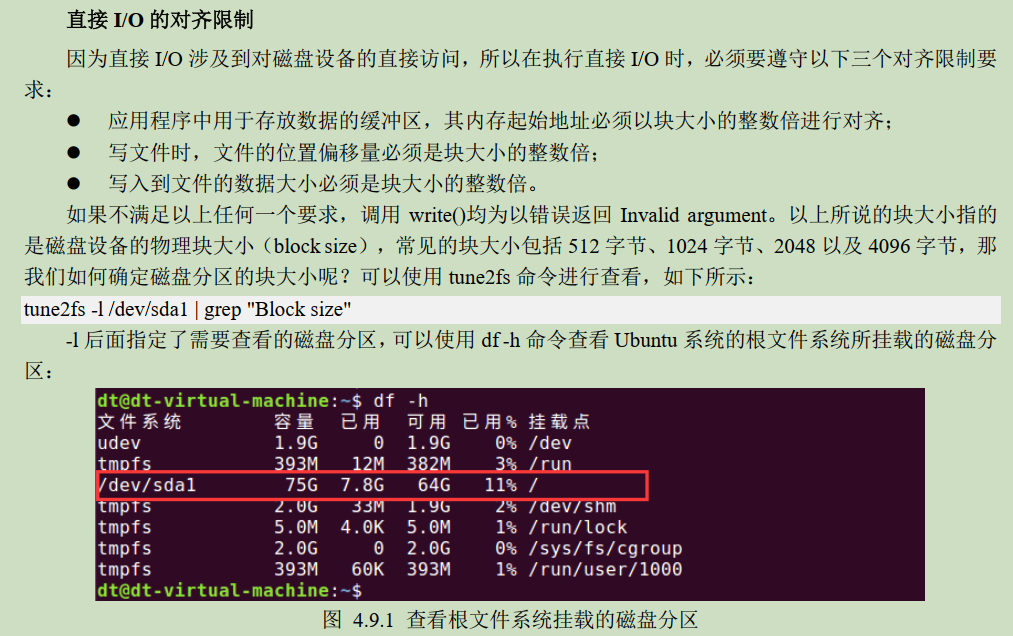 直接 I/O 的对齐限制
因为直接 I/O 涉及到对磁盘设备的直接访问，所以在执行直接 I/O 时，必须要遵守以下三个对齐限制要
求：
● 应用程序中用于存放数据的缓冲区，其内存起始地址必须以块大小的整数倍进行对齐；
● 写文件时，文件的位置偏移量必须是块大小的整数倍；
● 写入到文件的数据大小必须是块大小的整数倍。
如果不满足以上任何一个要求，调用 write()均为以错误返回 Invalid argument。以上所说的块大小指的
是磁盘设备的物理块大小（block size），常见的块大小包括 512 字节、1024 字节、2048 以及 4096 字节，那
我们如何确定磁盘分区的块大小呢？可以使用 tune2fs 命令进行查看，如下所示：
tune2fs -l /dev/sda1 | grep "Block size"
-l 后面指定了需要查看的磁盘分区，可以使用 df -h 命令查看 Ubuntu 系统的根文件系统所挂载的磁盘分
区：
dt@dt-virtual-machine:~$ df -h
文件系统 容量 已用 可用 已用% 挂载点
udev 1.9G 0 1.9G 0% /dev
tmpfs 393M 12M 382M 3% /run
/dev/sda1 75G 7.8G 64G 11% /
tmpfs 2.0G 33M 1.9G 2% /dev/shm
tmpfs 5.0M 4.0K 5.0M 1% /run/lock
tmpfs 2.0G 0 2.0G 0% /sys/fs/cgroup
tmpfs 393M 60K 393M 1% /run/user/1000
dt@dt-virtual-machine:~$
图 4.9.1 查看根文件系统挂载的磁盘分区